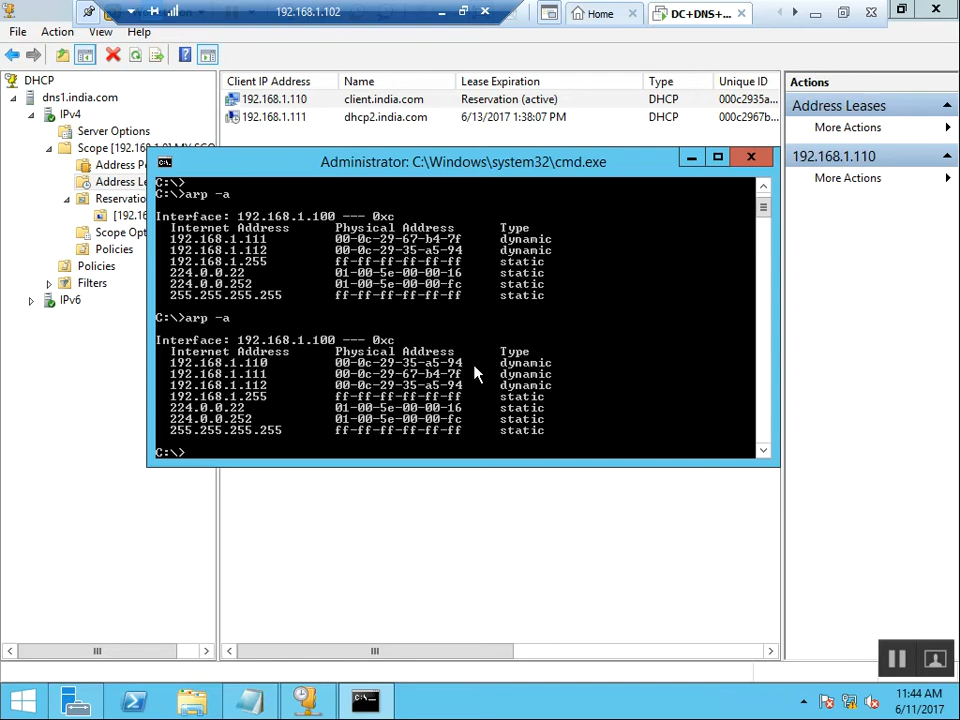 192.168.1.102
Home
DC+DNS+...
File Action View Help
DHCP
dns1.india.com
IPv4
Server Options
Scope [192.168.1.0] MY SCO
Address P
Address Le
Reservatio
[192.16
Scope Opt
Policies
Policies
Filters
IPv6
Client IP Address Name Lease Expiration Type Unique ID
192.168.1.110 client.india.com Reservation (active) DHCP 000c2935a...
192.168.1.111 dhcp2.india.com 6/13/2017 1:38:07 PM DHCP 000c2967b...
Actions
Address Leases
More Actions
192.168.1.110
More Actions
Administrator: C:\Windows\system32\cmd.exe
C:\>
C:\>arp -a
Interface: 192.168.1.100 --- 0xc
Internet Address Physical Address Type
192.168.1.111 00-0c-29-67-b4-7f dynamic
192.168.1.112 00-0c-29-35-a5-94 dynamic
192.168.1.255 ff-ff-ff-ff-ff-ff static
224.0.0.22 01-00-5e-00-00-16 static
224.0.0.252 01-00-5e-00-00-fc static
255.255.255.255 ff-ff-ff-ff-ff-ff static
C:\>arp -a
Interface: 192.168.1.100 --- 0xc
Internet Address Physical Address Type
192.168.1.110 00-0c-29-35-a5-94 dynamic
192.168.1.111 00-0c-29-67-b4-7f dynamic
192.168.1.112 00-0c-29-35-a5-94 dynamic
192.168.1.255 ff-ff-ff-ff-ff-ff static
224.0.0.22 01-00-5e-00-00-16 static
224.0.0.252 01-00-5e-00-00-fc static
255.255.255.255 ff-ff-ff-ff-ff-ff static
C:\>
11:44 AM
6/11/2017